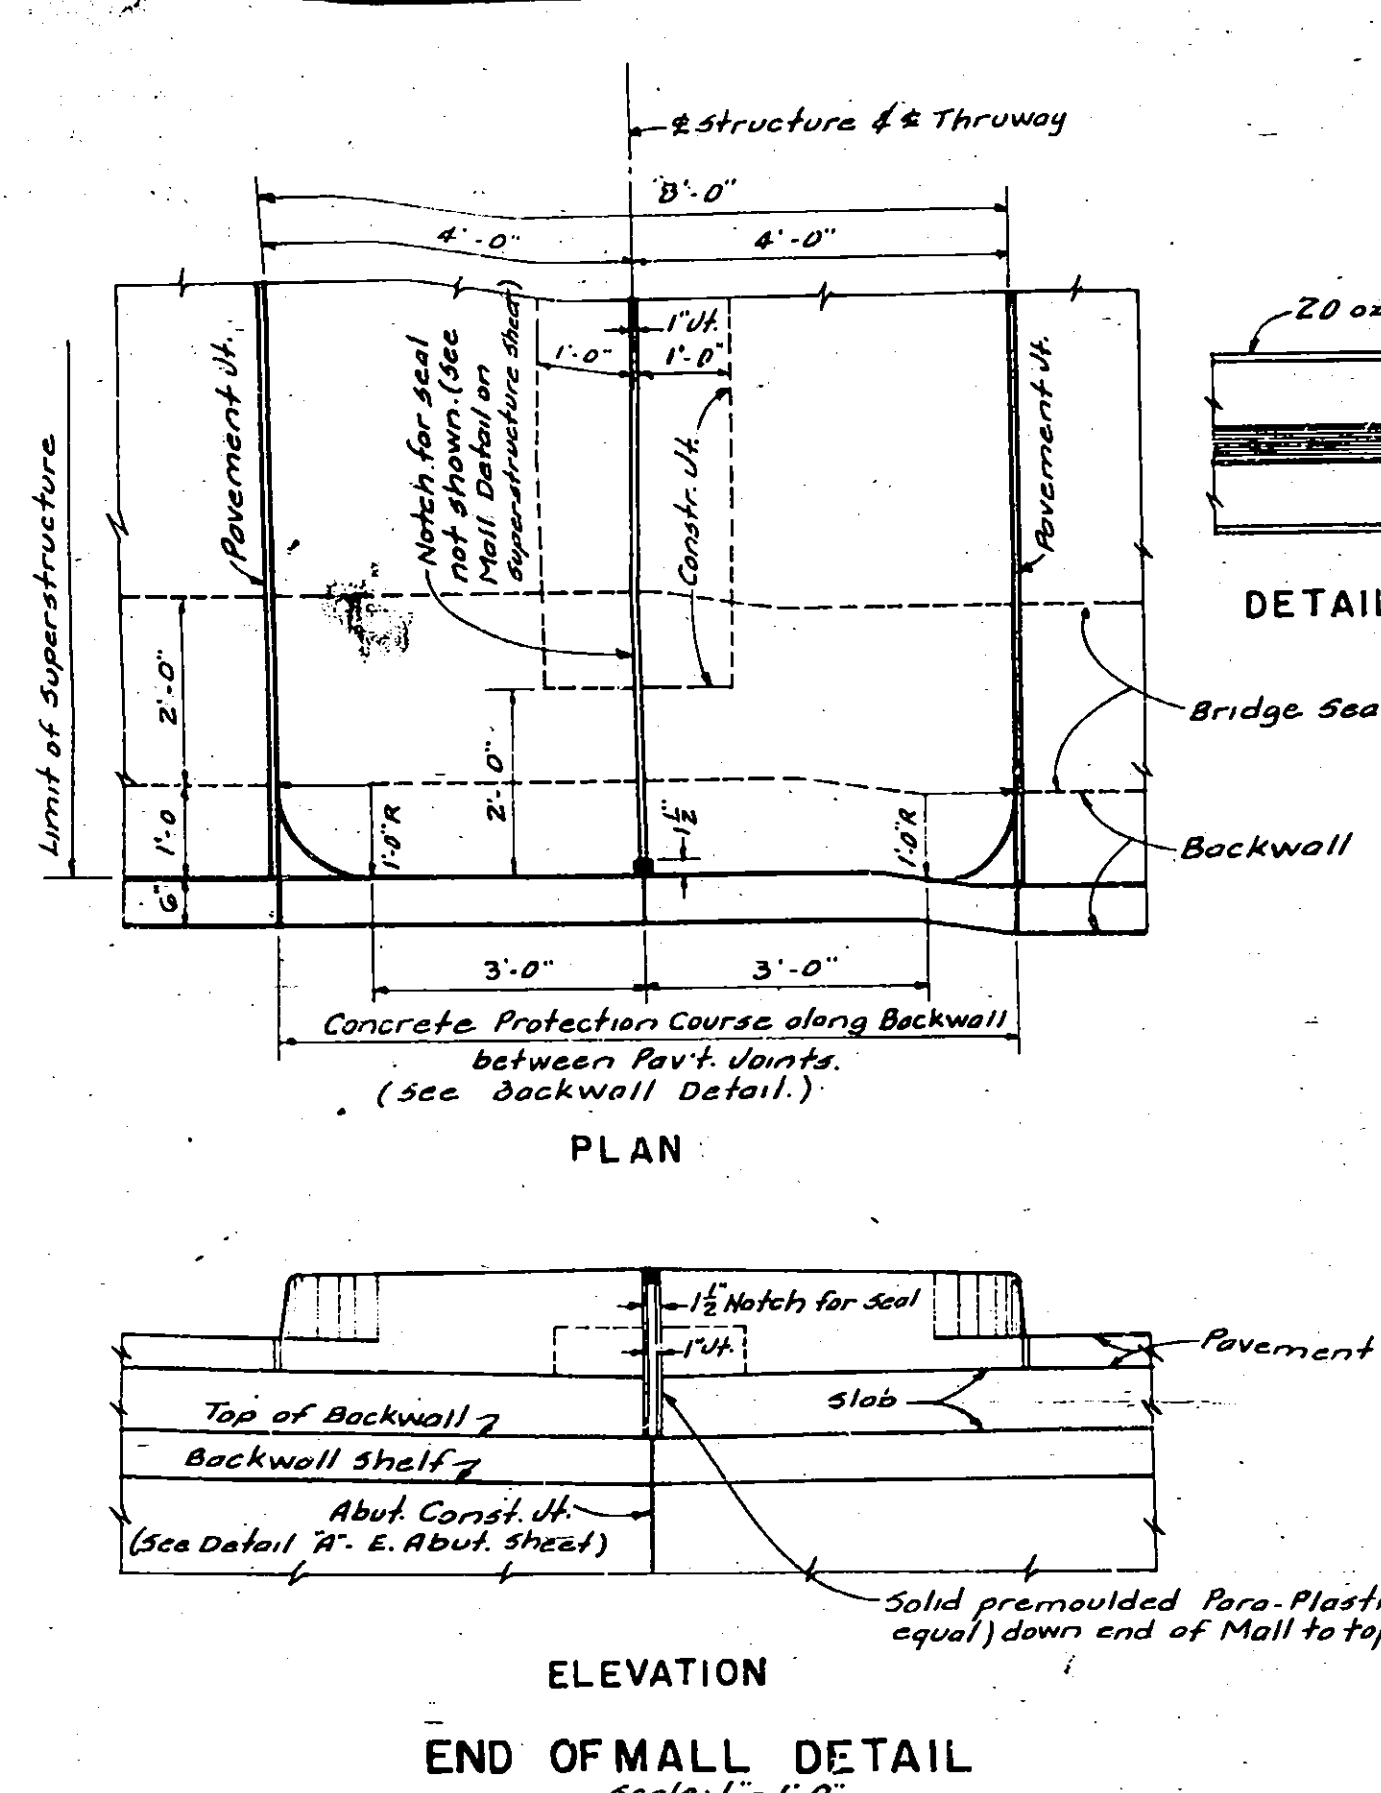 ℄ Structure & ℄ Thruway
8'-0"
4'-0"
4'-0"
20 oz
1" Jt.
1'-0"
1'-0"
Pavement Jt.
Notch for seal
not shown. (See
Mall Detail on
superstructure sheet)
Constr. Jt.
Pavement Jt.
Limit of Superstructure
DETAIL
2'-0"
Bridge Sea
2'-0"
1'-0
1'-0" R
1½"
1'-0" R
Backwall
6"
3'-0"
3'-0"
Concrete Protection Course along Backwall
between Pav't. Joints.
(See Backwall Detail.)
PLAN
1½" Notch for seal
1" Jt.
Pavement
Slab
Top of Backwall
Backwall Shelf
Abut. Const. Jt.
(See Detail "A"- E. Abut. Sheet)
Solid premoulded Para-Plasti
equal) down end of Mall to top
ELEVATION
END OF MALL DETAIL
Scale: 1" = 1'-0"